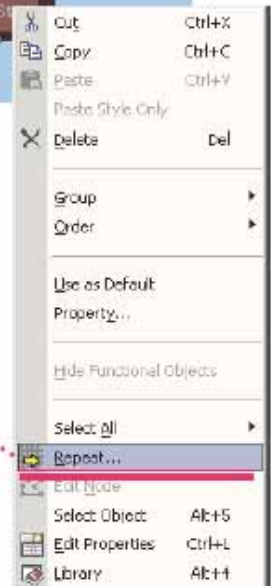 Cut Ctrl+X
Copy Ctrl+C
Paste Ctrl+V
Paste Style Only
Delete Del
Group
Order
Use as Default
Property...
Hide Functional Objects
Select All
Repeat...
Edit Node
Select Object Alt+S
Edit Properties Ctrl+L
Library Alt+4